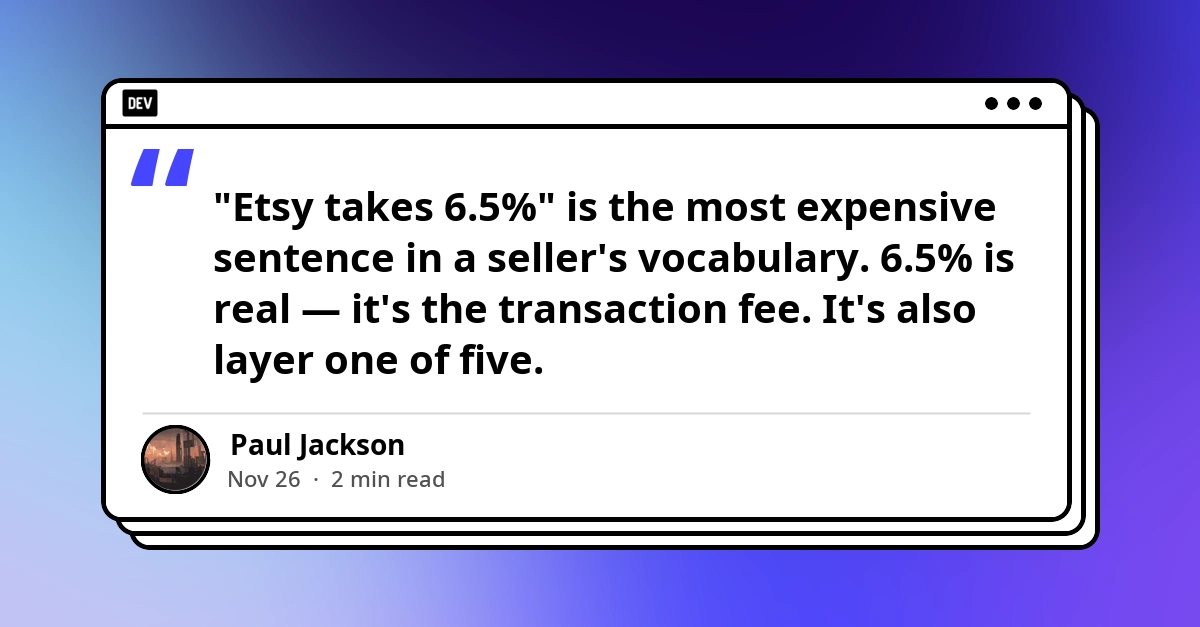 DEV
"Etsy takes 6.5%" is the most expensive
sentence in a seller's vocabulary. 6.5% is
real — it's the transaction fee. It's also
layer one of five.
Paul Jackson
Nov 26 · 2 min read